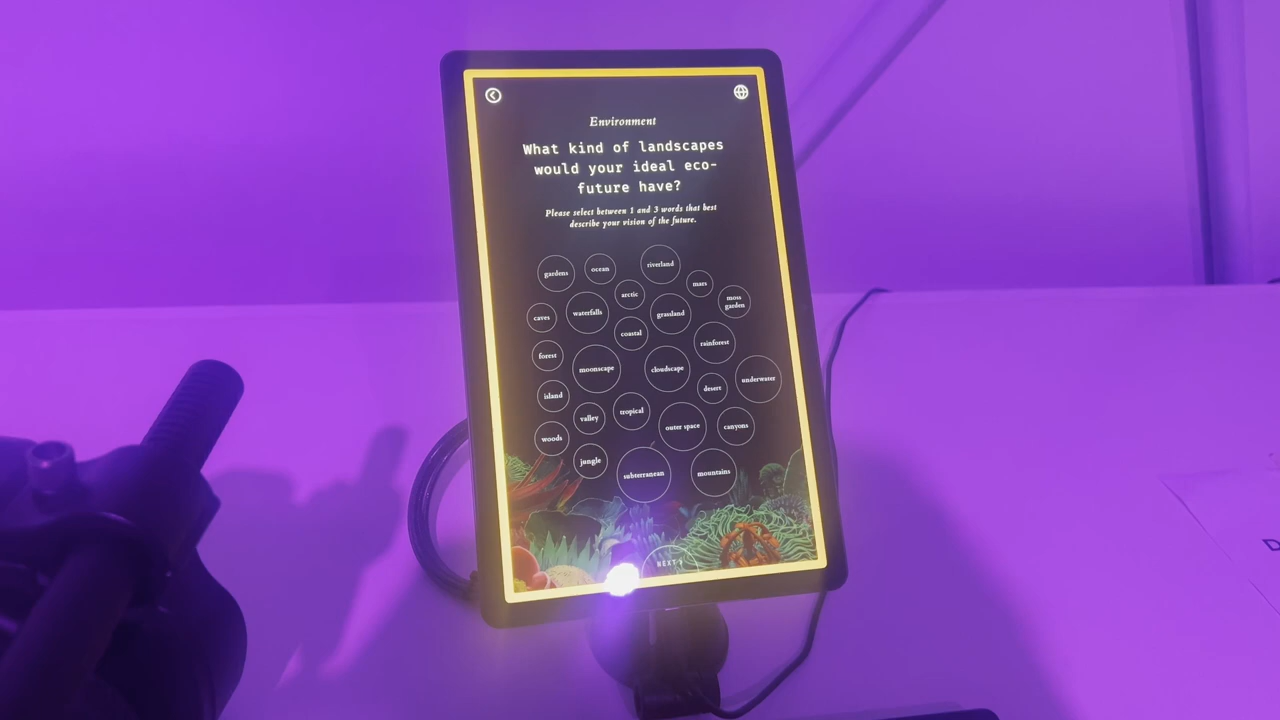 Environment
What kind of landscapes
would your ideal eco-
future have?
Please select between 1 and 3 words that best
describe your vision of the future.
gardens
ocean
riverland
mars
arctic
moss
garden
caves
waterfalls
grassland
coastal
rainforest
forest
moonscape
cloudscape
underwater
desert
island
valley
tropical
outer space
canyons
woods
jungle
subterranean
mountains
NEXT